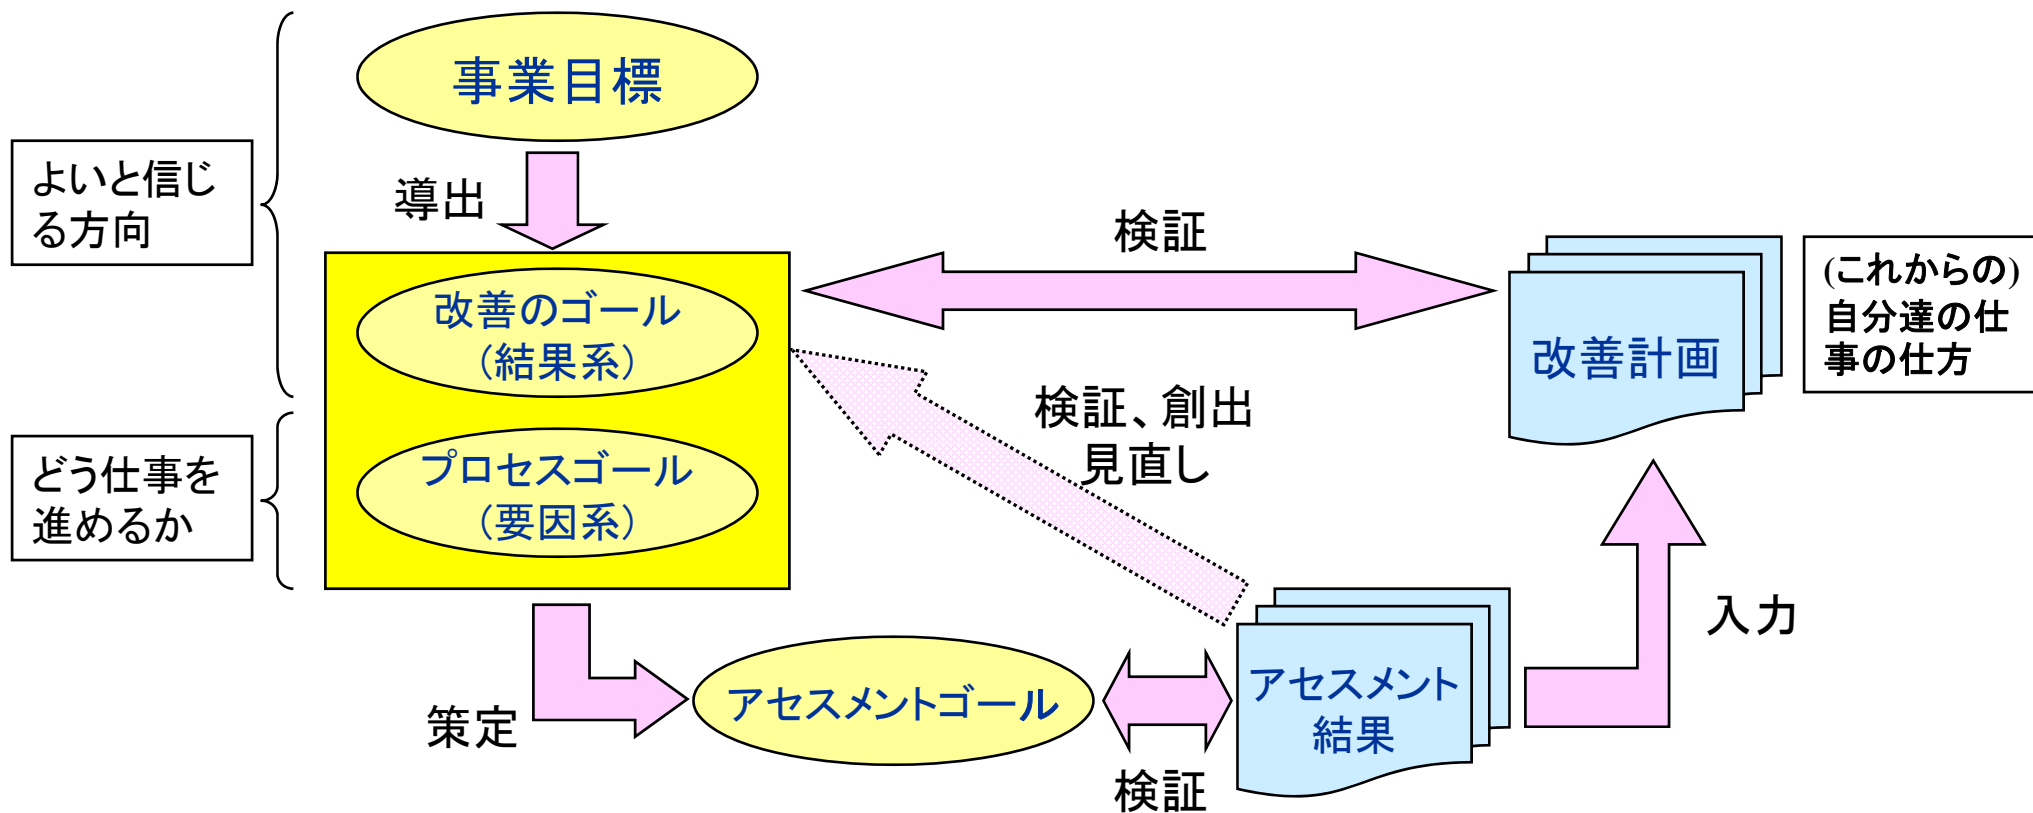 事業目標
導出
よいと信じ
る方向
検証
改善のゴール
（結果系）
(これからの)
自分達の仕
事の仕方
改善計画
検証、創出
見直し
どう仕事を
進めるか
プロセスゴール
（要因系）
入力
アセスメントゴール
アセスメント
結果
策定
検証